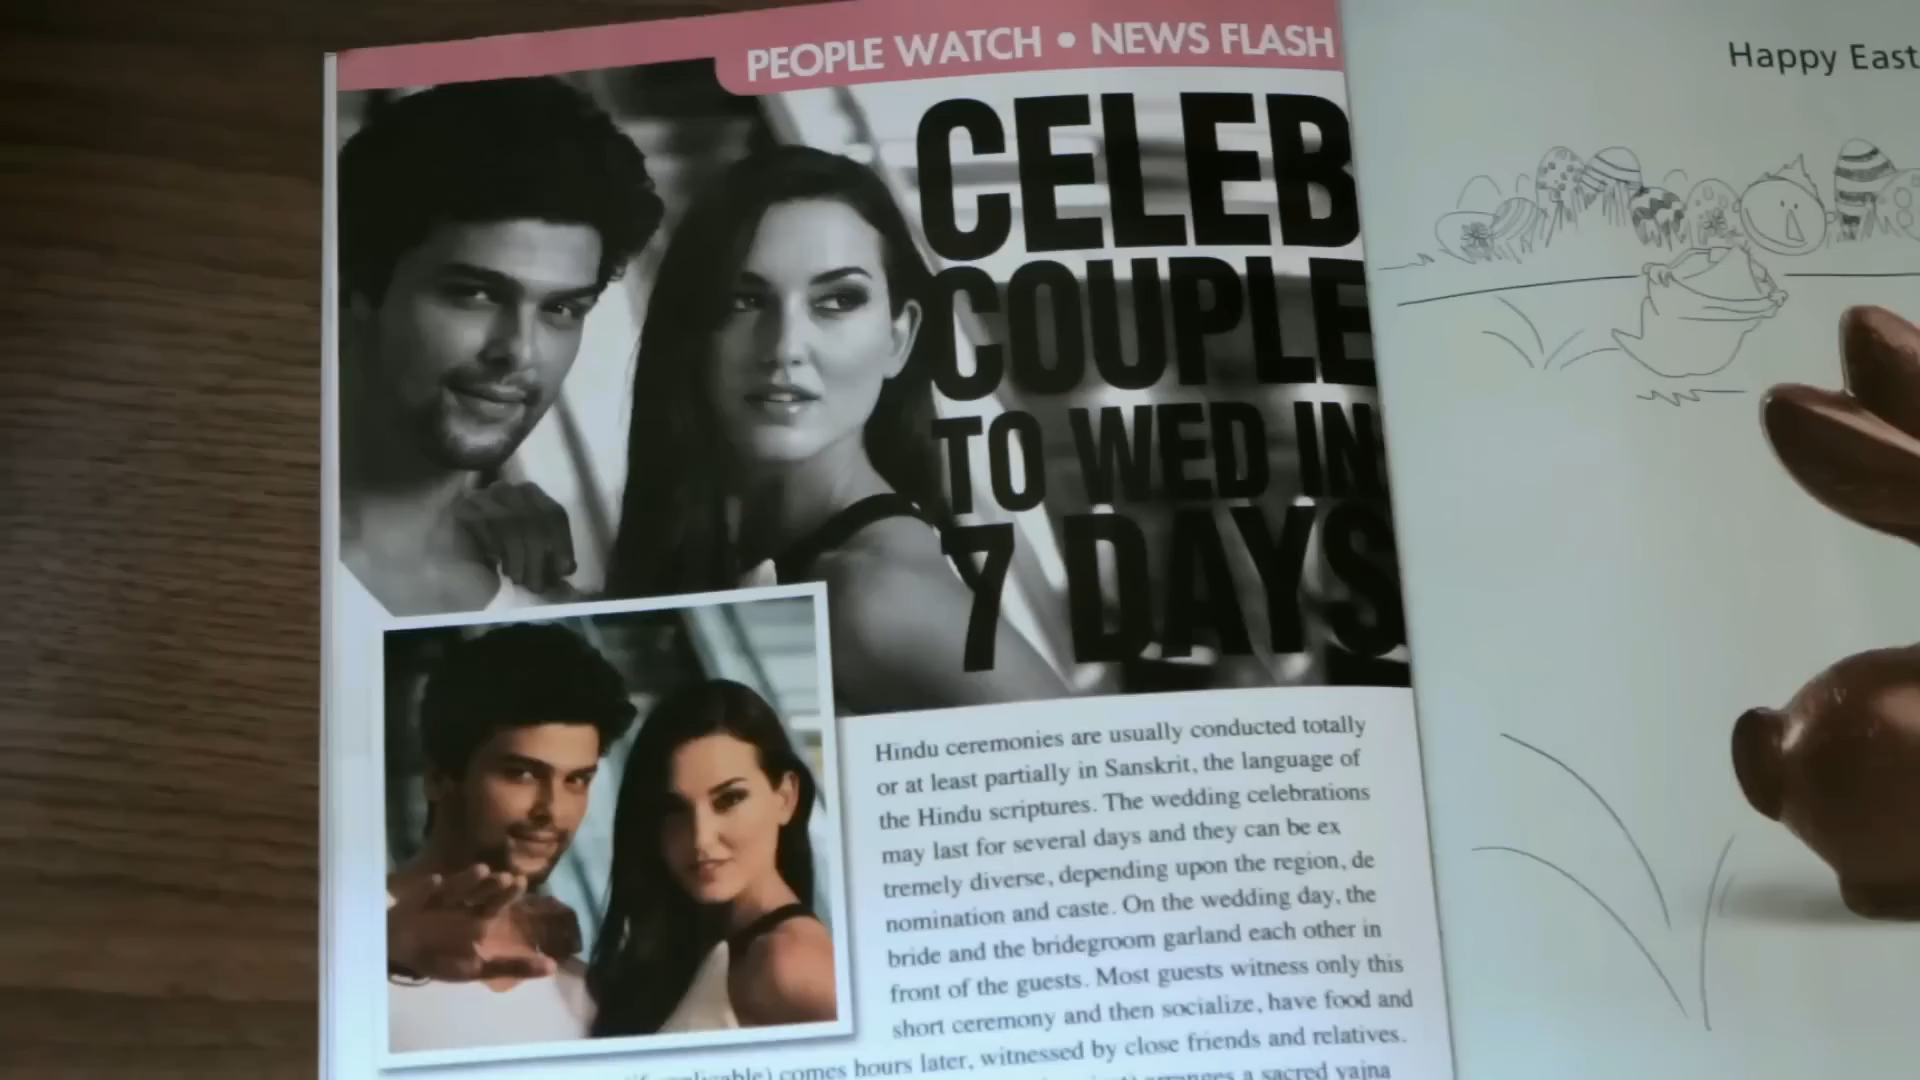 PEOPLE WATCH • NEWS FLASH
CELEB
COUPLE
TO WED IN
7 DAYS
Hindu ceremonies are usually conducted totally
or at least partially in Sanskrit, the language of
the Hindu scriptures. The wedding celebrations
may last for several days and they can be ex
tremely diverse, depending upon the region, de
nomination and caste. On the wedding day, the
bride and the bridegroom garland each other in
front of the guests. Most guests witness only this
short ceremony and then socialize, have food and
comes hours later, witnessed by close friends and relatives.
a sacred yajna
Happy East